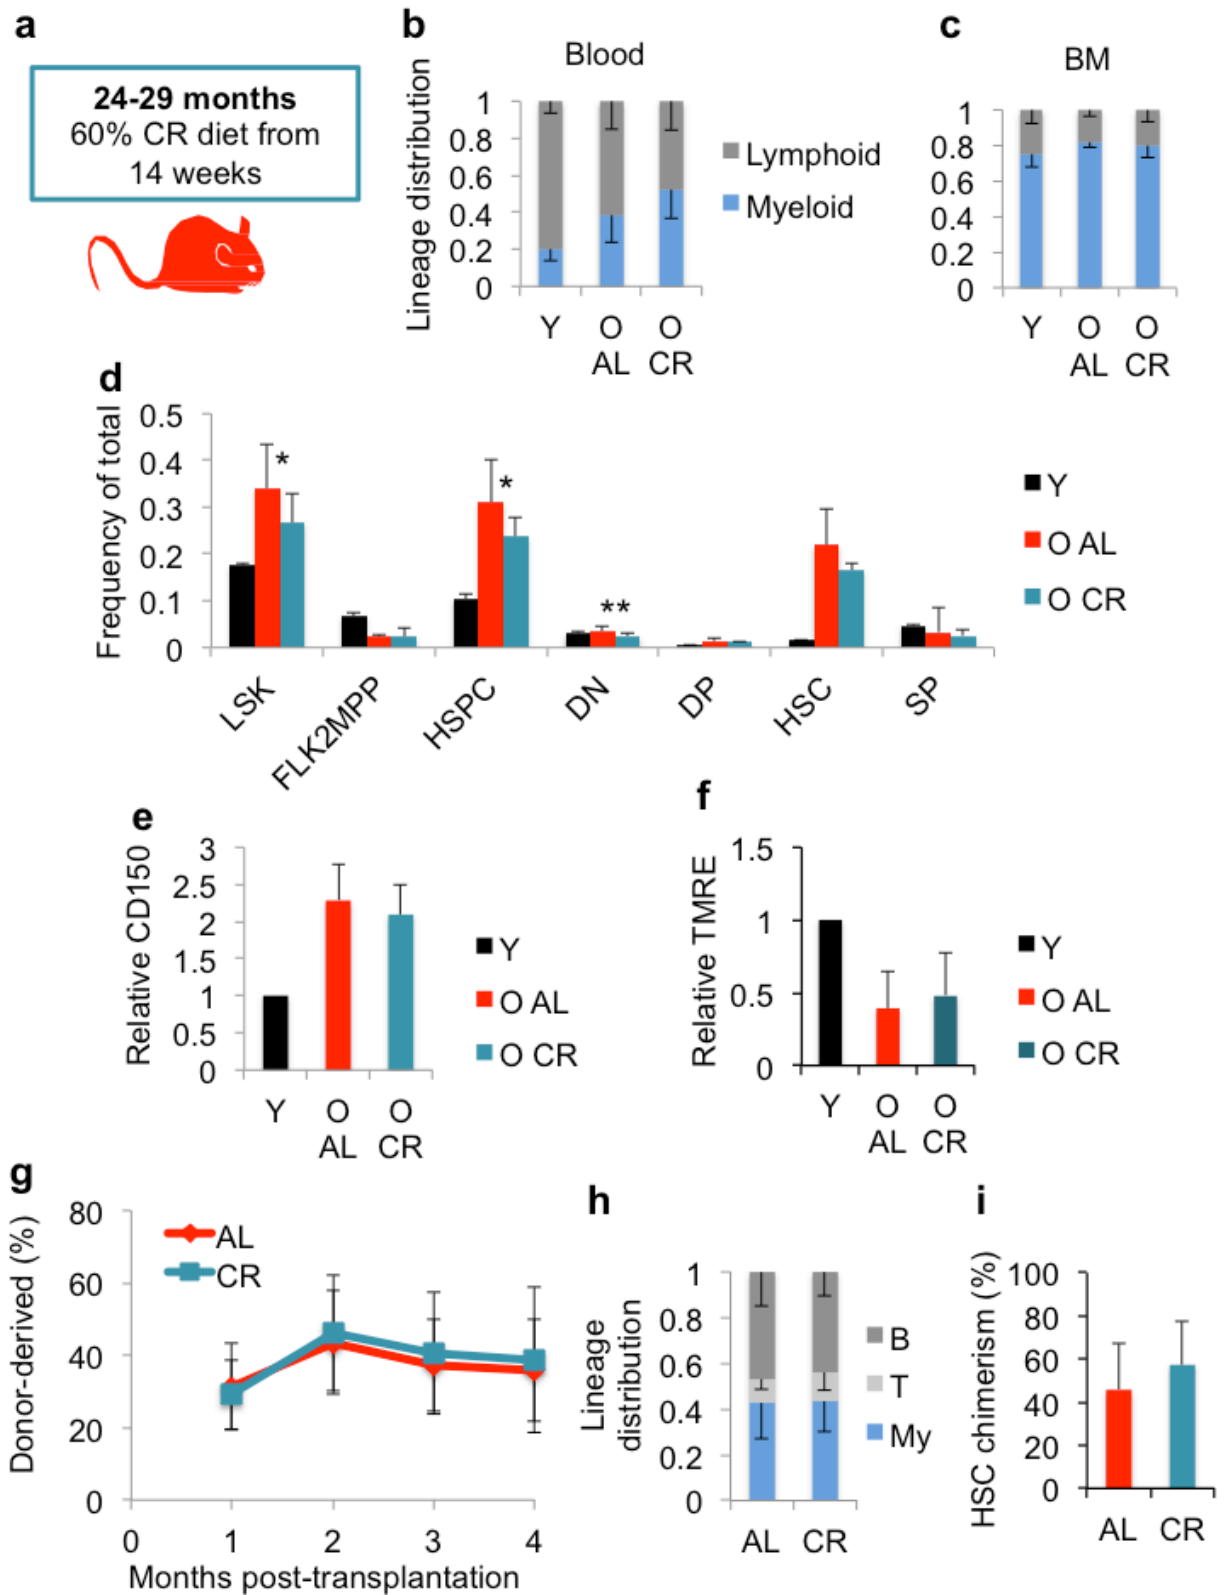 a
24-29 months
60% CR diet from
14 weeks
b
Blood
Lineage distribution
1
0.8
0.6
0.4
0.2
0
Y
O
AL
O
CR
Lymphoid
Myeloid
c
BM
1
0.8
0.6
0.4
0.2
0
Y
O
AL
O
CR
d
Frequency of total
0.5
0.4
0.3
0.2
0.1
0
*
*
**
LSK
FLK2MPP
HSPC
DN
DP
HSC
SP
Y
O AL
O CR
e
Relative CD150
3
2.5
2
1.5
1
0.5
0
Y
O
AL
O
CR
Y
O AL
O CR
f
Relative TMRE
1.5
1
0.5
0
Y
O
AL
O
CR
Y
O AL
O CR
g
Donor-derived (%)
80
60
40
20
0
AL
CR
0 1 2 3 4
Months post-transplantation
h
Lineage
distribution
1
0.8
0.6
0.4
0.2
0
AL CR
B
T
My
i
HSC chimerism (%)
100
80
60
40
20
0
AL CR